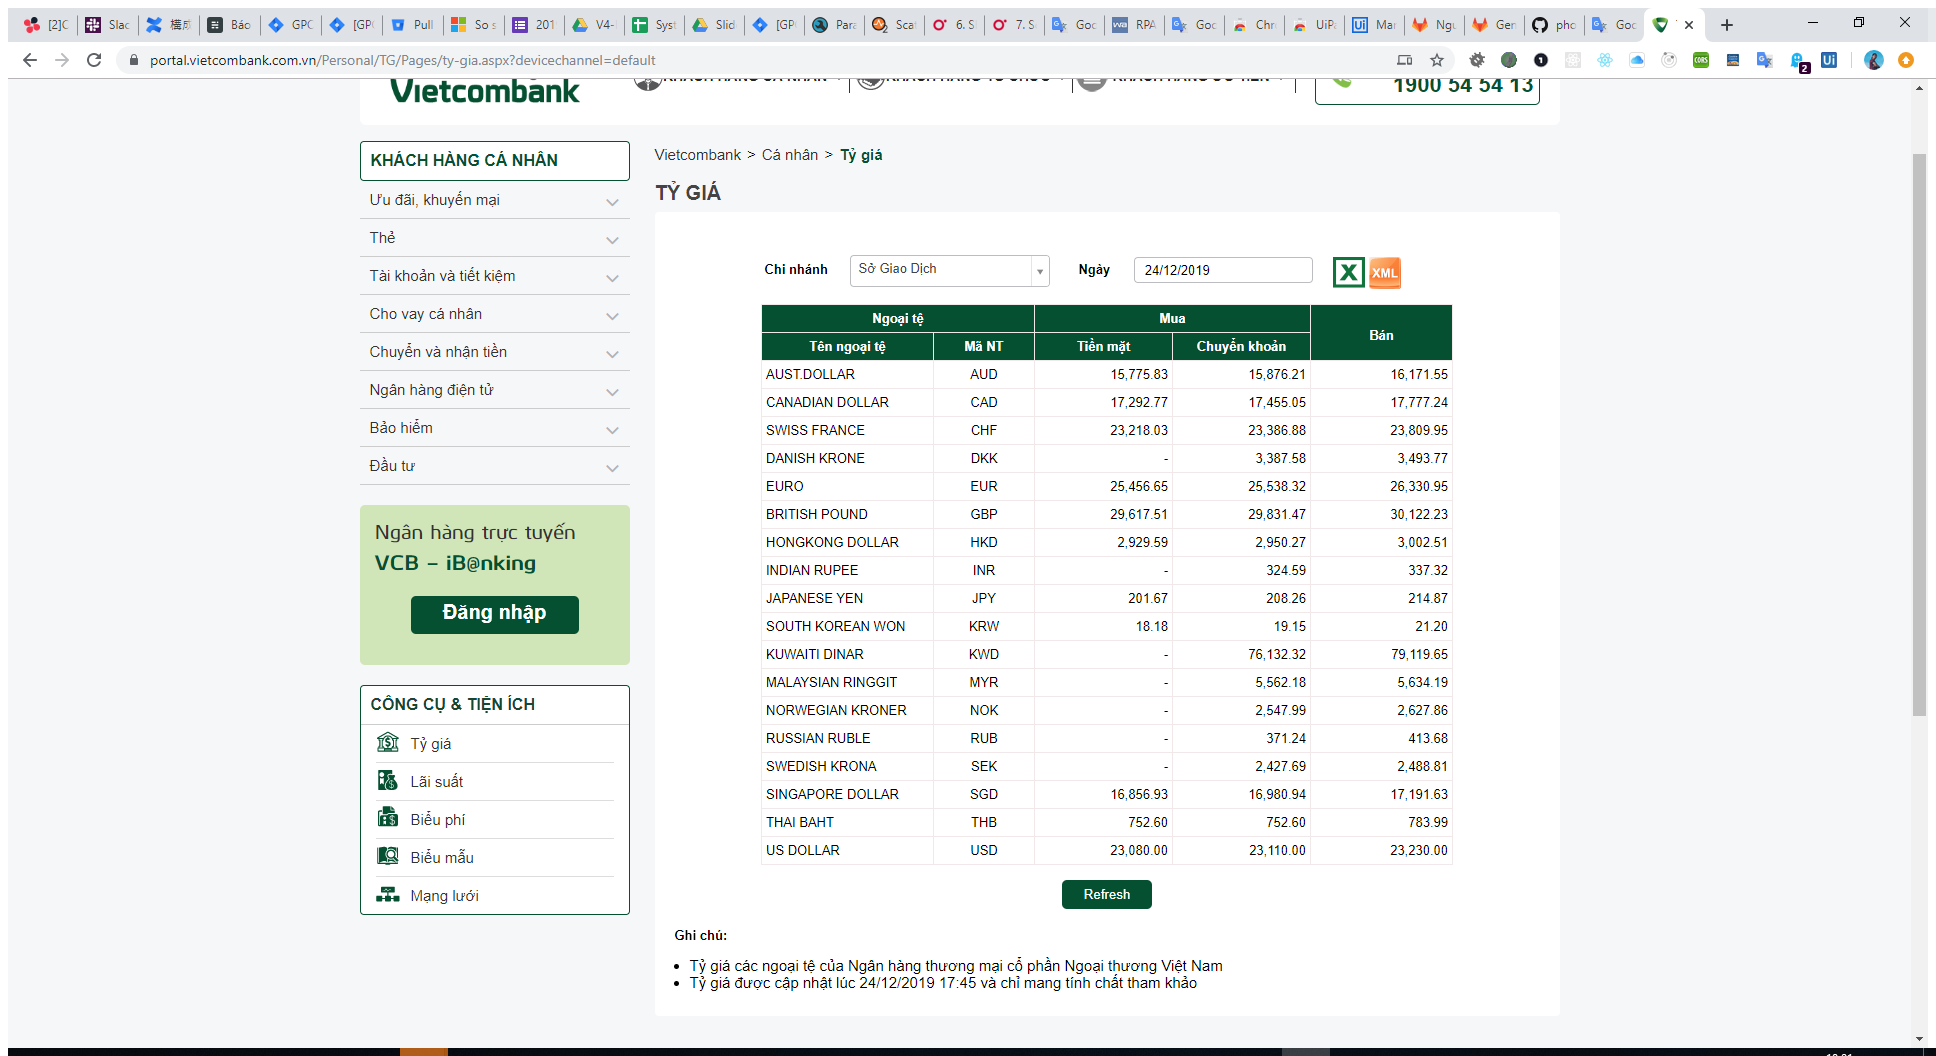 [2]C Slac 構成 Báo GPC [GP Pull So s 201 V4- Syst Slid [GP Para Scat 6. S 7. S Goc RPA Goc Chr UiPa Mar Ngu Gen pho Goc
portal.vietcombank.com.vn/Personal/TG/Pages/ty-gia.aspx?devicechannel=default
Vietcombank
1900 54 54 13
KHÁCH HÀNG CÁ NHÂN
Ưu đãi, khuyến mại
Thẻ
Tài khoản và tiết kiệm
Cho vay cá nhân
Chuyển và nhận tiền
Ngân hàng điện tử
Bảo hiểm
Đầu tư
Ngân hàng trực tuyến
VCB – iB@nking
Đăng nhập
CÔNG CỤ & TIỆN ÍCH
Tỷ giá
Lãi suất
Biểu phí
Biểu mẫu
Mạng lưới
Vietcombank > Cá nhân > Tỷ giá
TỶ GIÁ
Chi nhánh Sở Giao Dịch Ngày 24/12/2019 X XML
Ngoại tệ Mua Bán
Tên ngoại tệ Mã NT Tiền mặt Chuyển khoản
AUST.DOLLAR AUD 15,775.83 15,876.21 16,171.55
CANADIAN DOLLAR CAD 17,292.77 17,455.05 17,777.24
SWISS FRANCE CHF 23,218.03 23,386.88 23,809.95
DANISH KRONE DKK - 3,387.58 3,493.77
EURO EUR 25,456.65 25,538.32 26,330.95
BRITISH POUND GBP 29,617.51 29,831.47 30,122.23
HONGKONG DOLLAR HKD 2,929.59 2,950.27 3,002.51
INDIAN RUPEE INR - 324.59 337.32
JAPANESE YEN JPY 201.67 208.26 214.87
SOUTH KOREAN WON KRW 18.18 19.15 21.20
KUWAITI DINAR KWD - 76,132.32 79,119.65
MALAYSIAN RINGGIT MYR - 5,562.18 5,634.19
NORWEGIAN KRONER NOK - 2,547.99 2,627.86
RUSSIAN RUBLE RUB - 371.24 413.68
SWEDISH KRONA SEK - 2,427.69 2,488.81
SINGAPORE DOLLAR SGD 16,856.93 16,980.94 17,191.63
THAI BAHT THB 752.60 752.60 783.99
US DOLLAR USD 23,080.00 23,110.00 23,230.00
Refresh
Ghi chú:
Tỷ giá các ngoại tệ của Ngân hàng thương mại cổ phần Ngoại thương Việt Nam
Tỷ giá được cập nhật lúc 24/12/2019 17:45 và chỉ mang tính chất tham khảo